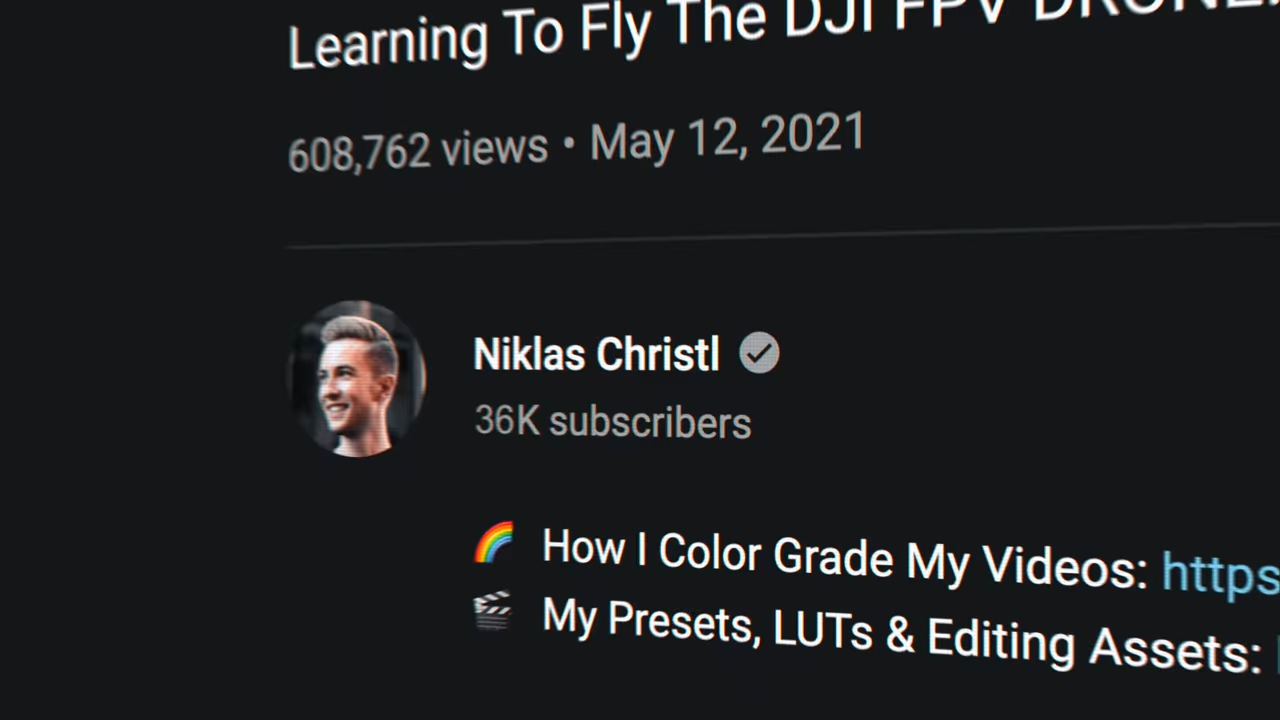 Learning To Fly The DJI FPV DRONE
608,762 views • May 12, 2021
Niklas Christl
36K subscribers
🌈 How I Color Grade My Videos: https
🎬 My Presets, LUTs & Editing Assets: